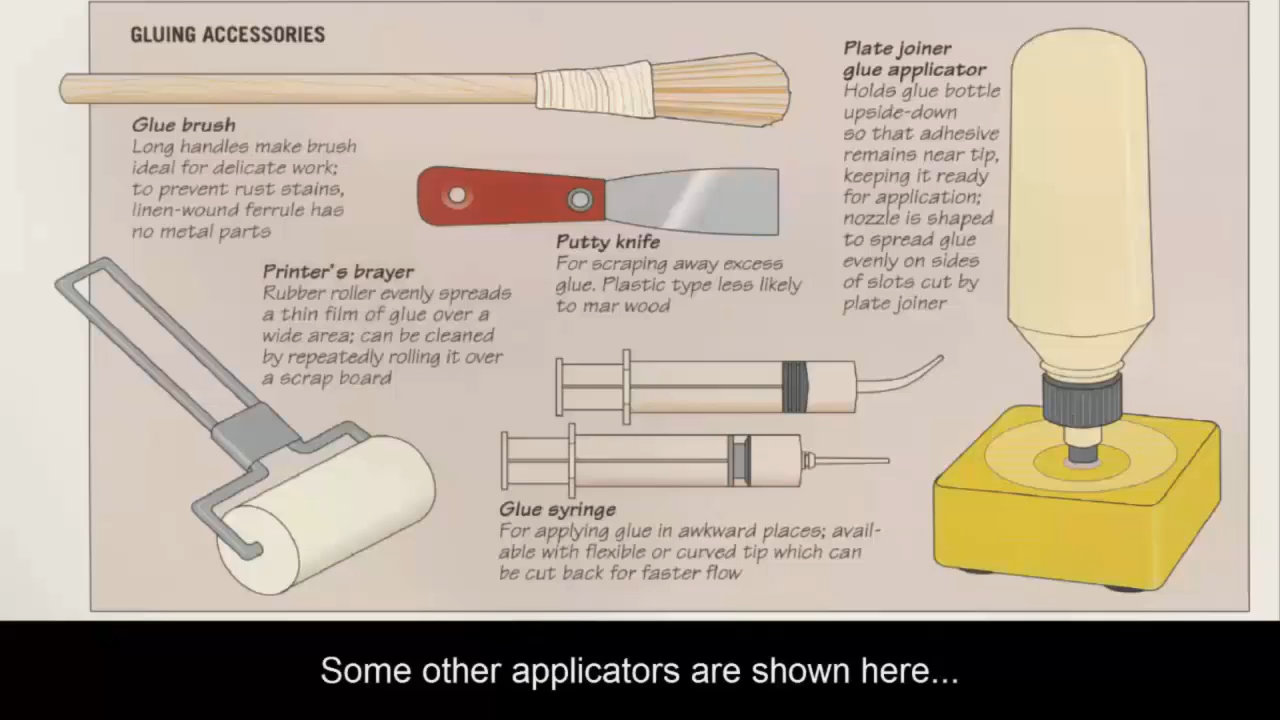 GLUING ACCESSORIES
Glue brush
Long handles make brush
ideal for delicate work;
to prevent rust stains,
linen-wound ferrule has
no metal parts
Putty knife
For scraping away excess
glue. Plastic type less likely
to mar wood
Plate joiner
glue applicator
Holds glue bottle
upside-down
so that adhesive
remains near tip,
keeping it ready
for application;
nozzle is shaped
to spread glue
evenly on sides
of slots cut by
plate joiner
Printer's brayer
Rubber roller evenly spreads
a thin film of glue over a
wide area; can be cleaned
by repeatedly rolling it over
a scrap board
Glue syringe
For applying glue in awkward places; avail-
able with flexible or curved tip which can
be cut back for faster flow
Some other applicators are shown here...